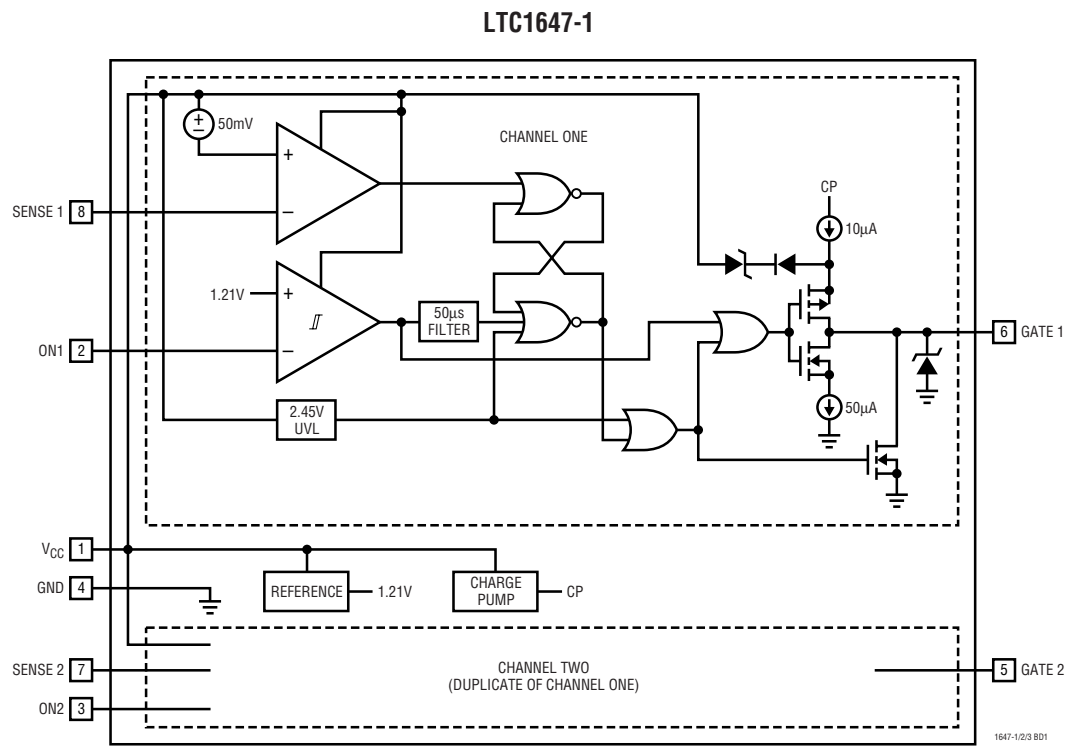 LTC1647-1
50mV
CHANNEL ONE
+
–
SENSE 1 8
CP
10µA
1.21V
+
–
50µs
FILTER
ON1 2
6 GATE 1
2.45V
UVL
50µA
VCC 1
GND 4
REFERENCE
1.21V
CHARGE
PUMP
CP
SENSE 2 7
ON2 3
CHANNEL TWO
(DUPLICATE OF CHANNEL ONE)
5 GATE 2
1647-1/2/3 BD1